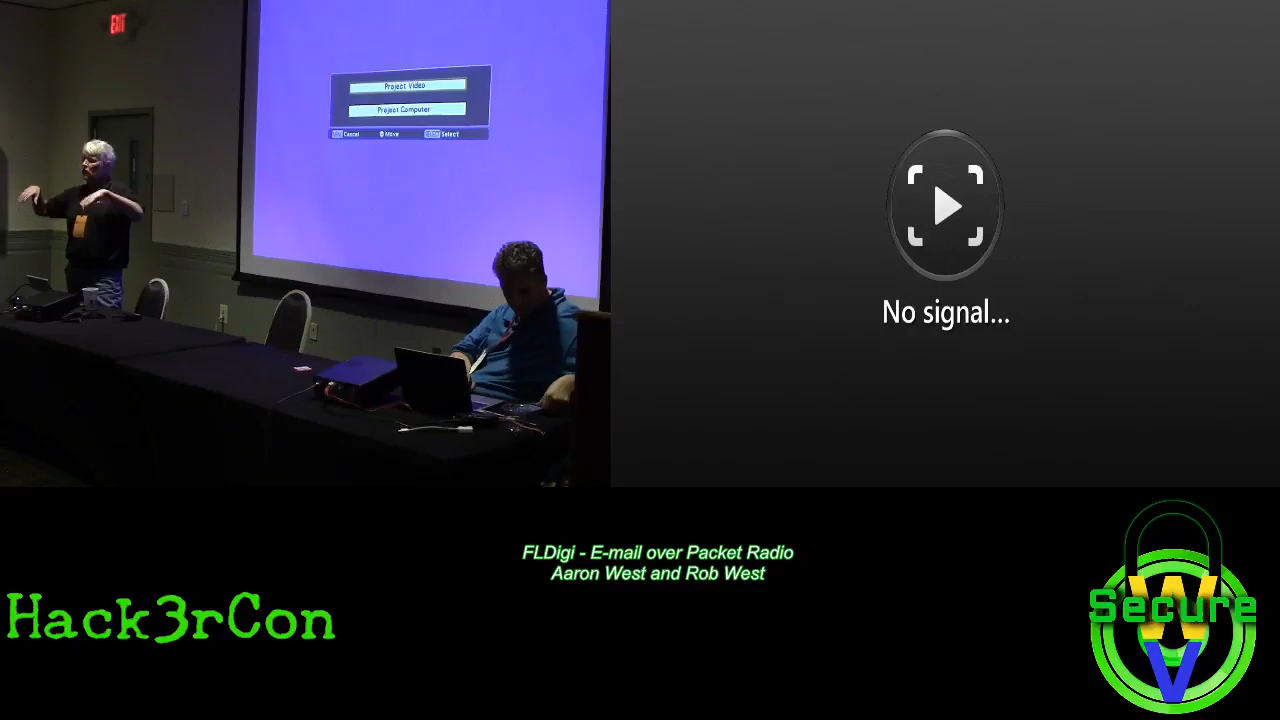 EXIT
Project Video
Project Computer
Cancel
Move
Select
No signal...
FLDigi - E-mail over Packet Radio
Aaron West and Rob West
Hack3rCon
Secure
W
V